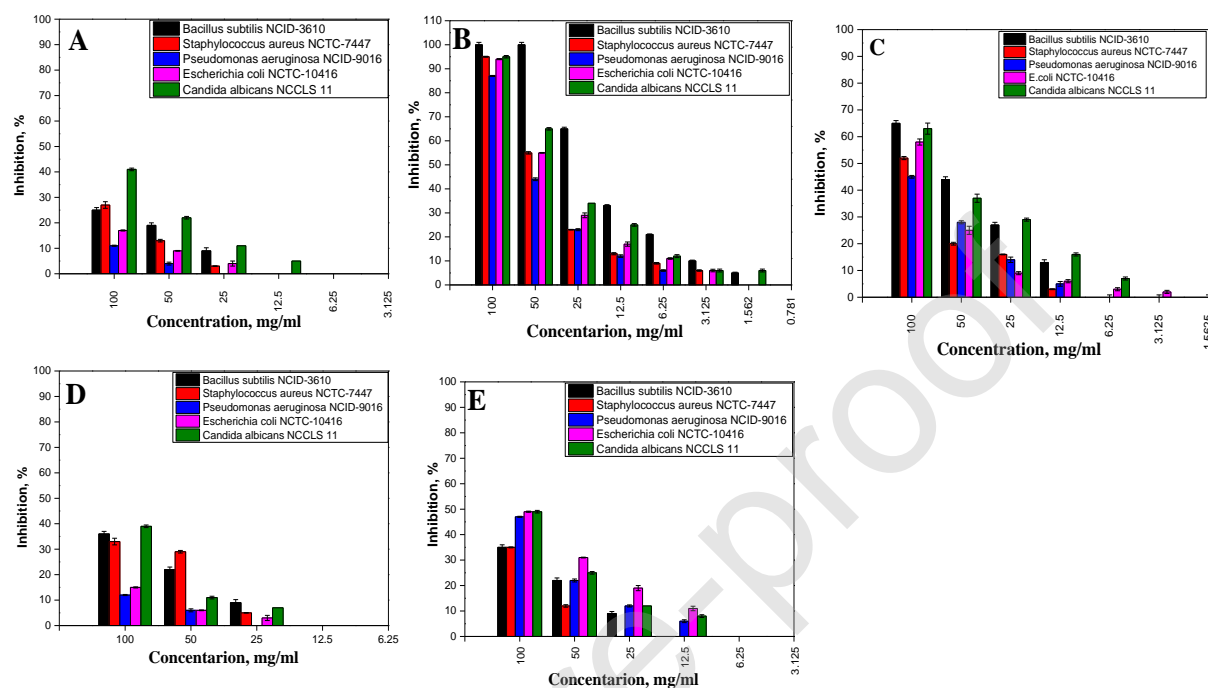 A
Bacillus subtilis NCID-3610
Staphylococcus aureus NCTC-7447
Pseudomonas aeruginosa NCID-9016
Escherichia coli NCTC-10416
Candida albicans NCCLS 11
Inhibition, %
100
90
80
70
60
50
40
30
20
10
0
100
50
25
12.5
6.25
3.125
Concentration, mg/ml
B
Bacillus subtilis NCID-3610
Staphylococcus aureus NCTC-7447
Pseudomonas aeruginosa NCID-9016
Escherichia coli NCTC-10416
Candida albicans NCCLS 11
Inhibition, %
110
100
90
80
70
60
50
40
30
20
10
0
100
50
25
12.5
6.25
3.125
1.562
0.781
Concentarion, mg/ml
C
Bacillus subtilis NCID-3610
Staphylococcus aureus NCTC-7447
Pseudomonas aeruginosa NCID-9016
E.coli NCTC-10416
Candida albicans NCCLS 11
Inhibition, %
100
90
80
70
60
50
40
30
20
10
0
100
50
25
12.5
6.25
3.125
1.5625
Concentration, mg/ml
D
Bacillus subtilis NCID-3610
Staphylococcus aureus NCTC-7447
Pseudomonas aeruginosa NCID-9016
Escherichia coli NCTC-10416
Candida albicans NCCLS 11
Inhibition, %
100
90
80
70
60
50
40
30
20
10
0
100
50
25
12.5
6.25
Concentarion, mg/ml
E
Bacillus subtilis NCID-3610
Staphylococcus aureus NCTC-7447
Pseudomonas aeruginosa NCID-9016
Escherichia coli NCTC-10416
Candida albicans NCCLS 11
Inhibition, %
100
90
80
70
60
50
40
30
20
10
0
100
50
25
12.5
6.25
3.125
Concentarion, mg/ml
re-proof